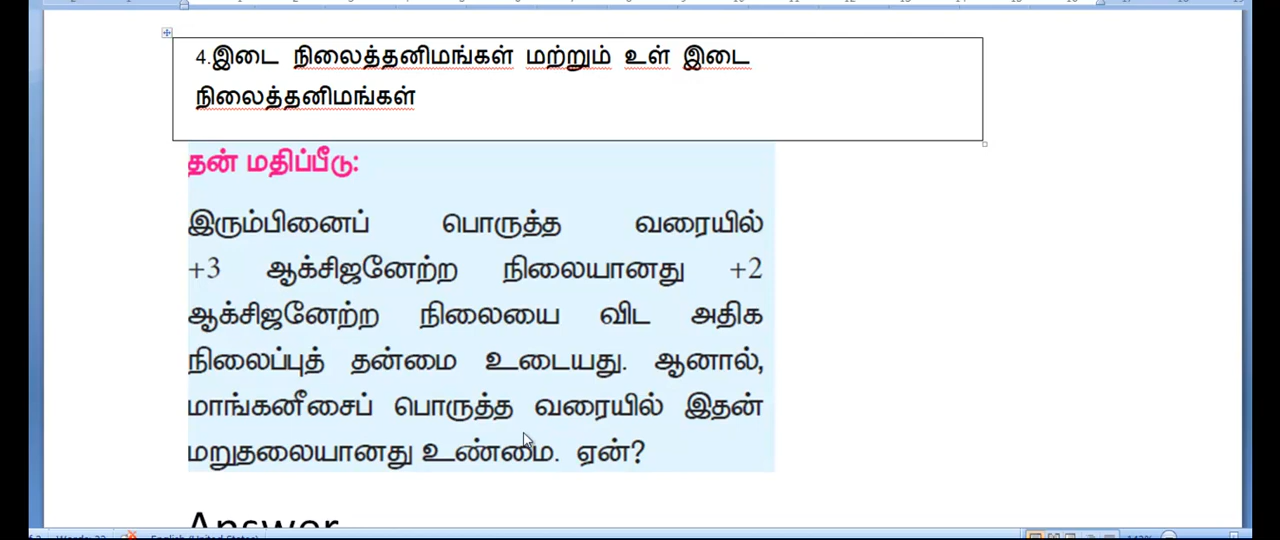 4.இடை நிலைத்தனிமங்கள் மற்றும் உள் இடை
நிலைத்தனிமங்கள்
தன் மதிப்பீடு:
இரும்பினைப் பொருத்த வரையில்
+3 ஆக்சிஜனேற்ற நிலையானது +2
ஆக்சிஜனேற்ற நிலையை விட அதிக
நிலைப்புத் தன்மை உடையது. ஆனால்,
மாங்கனீசைப் பொருத்த வரையில் இதன்
மறுதலையானது உண்மை. ஏன்?
Answer